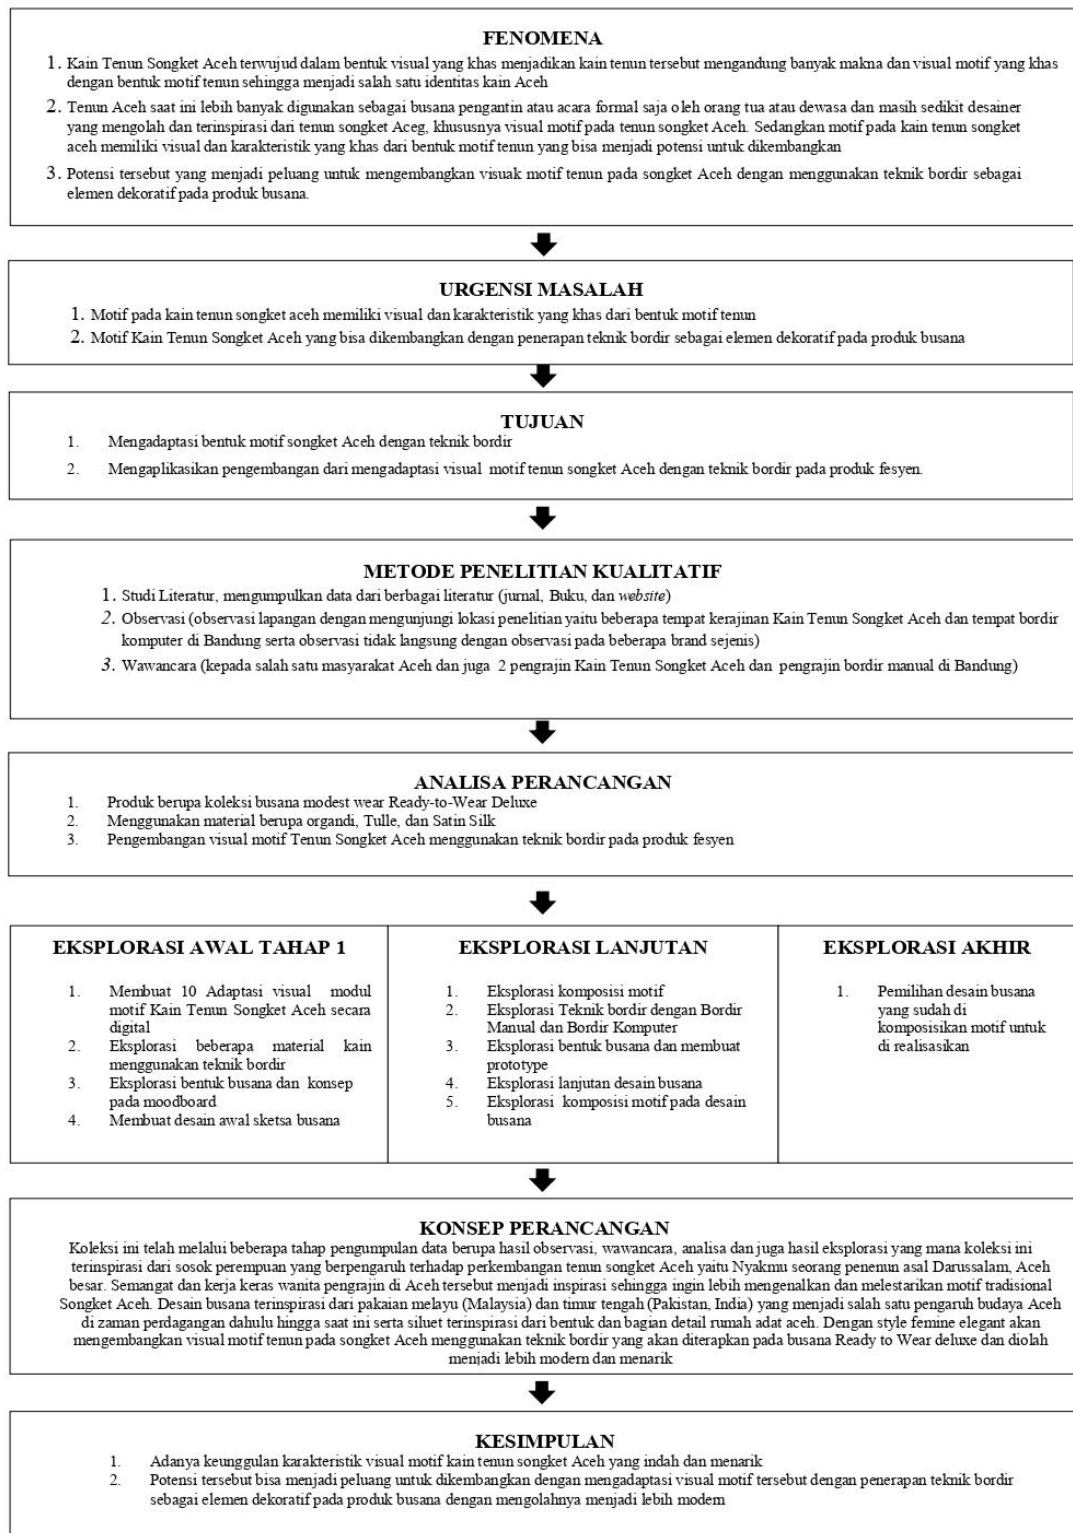 FENOMENA
1. Kain Tenun Songket Aceh terwujud dalam bentuk visual yang khas menjadikan kain tenun tersebut mengandung banyak makna dan visual motif yang khas
dengan bentuk motif tenun sehingga menjadi salah satu identitas kain Aceh
2. Tenun Aceh saat ini lebih banyak digunakan sebagai busana pengantin atau acara formal saja oleh orang tua atau dewasa dan masih sedikit desainer
yang mengolah dan terinspirasi dari tenun songket Aceg, khususnya visual motif pada tenun songket Aceh. Sedangkan motif pada kain tenun songket
aceh memiliki visual dan karakteristik yang khas dari bentuk motif tenun yang bisa menjadi potensi untuk dikembangkan
3. Potensi tersebut yang menjadi peluang untuk mengembangkan visuak motif tenun pada songket Aceh dengan menggunakan teknik bordir sebagai
elemen dekoratif pada produk busana.
URGENSI MASALAH
1. Motif pada kain tenun songket aceh memiliki visual dan karakteristik yang khas dari bentuk motif tenun
2. Motif Kain Tenun Songket Aceh yang bisa dikembangkan dengan penerapan teknik bordir sebagai elemen dekoratif pada produk busana
TUJUAN
1. Mengadaptasi bentuk motif songket Aceh dengan teknik bordir
2. Mengaplikasikan pengembangan dari mengadaptasi visual motif tenun songket Aceh dengan teknik bordir pada produk fesyen.
METODE PENELITIAN KUALITATIF
1. Studi Literatur, mengumpulkan data dari berbagai literatur (jurnal, Buku, dan website)
2. Observasi (observasi lapangan dengan mengunjungi lokasi penelitian yaitu beberapa tempat kerajinan Kain Tenun Songket Aceh dan tempat bordir
komputer di Bandung serta observasi tidak langsung dengan observasi pada beberapa brand sejenis)
3. Wawancara (kepada salah satu masyarakat Aceh dan juga 2 pengrajin Kain Tenun Songket Aceh dan pengrajin bordir manual di Bandung)
ANALISA PERANCANGAN
1. Produk berupa koleksi busana modest wear Ready-to-Wear Deluxe
2. Menggunakan material berupa organdi, Tulle, dan Satin Silk
3. Pengembangan visual motif Tenun Songket Aceh menggunakan teknik bordir pada produk fesyen
EKSPLORASI AWAL TAHAP 1
1. Membuat 10 Adaptasi visual modul
motif Kain Tenun Songket Aceh secara
digital
2. Eksplorasi beberapa material kain
menggunakan teknik bordir
3. Eksplorasi bentuk busana dan konsep
pada moodboard
4. Membuat desain awal sketsa busana
EKSPLORASI LANJUTAN
1. Eksplorasi komposisi motif
2. Eksplorasi Teknik bordir dengan Bordir
Manual dan Bordir Komputer
3. Eksplorasi bentuk busana dan membuat
prototype
4. Eksplorasi lanjutan desain busana
5. Eksplorasi komposisi motif pada desain
busana
EKSPLORASI AKHIR
1. Pemilihan desain busana
yang sudah di
komposisikan motif untuk
di realisasikan
KONSEP PERANCANGAN
Koleksi ini telah melalui beberapa tahap pengumpulan data berupa hasil observasi, wawancara, analisa dan juga hasil eksplorasi yang mana koleksi ini
terinspirasi dari sosok perempuan yang berpengaruh terhadap perkembangan tenun songket Aceh yaitu Nyakmu seorang penenun asal Darussalam, Aceh
besar. Semangat dan kerja keras wanita pengrajin di Aceh tersebut menjadi inspirasi sehingga ingin lebih mengenalkan dan melestarikan motif tradisional
Songket Aceh. Desain busana terinspirasi dari pakaian melayu (Malaysia) dan timur tengah (Pakistan, India) yang menjadi salah satu pengaruh budaya Aceh
di zaman perdagangan dahulu hingga saat ini serta siluet terinspirasi dari bentuk dan bagian detail rumah adat aceh. Dengan style femine elegant akan
mengembangkan visual motif tenun pada songket Aceh menggunakan teknik bordir yang akan diterapkan pada busana Ready to Wear deluxe dan diolah
menjadi lebih modern dan menarik
KESIMPULAN
1. Adanya keunggulan karakteristik visual motif kain tenun songket Aceh yang indah dan menarik
2. Potensi tersebut bisa menjadi peluang untuk dikembangkan dengan mengadaptasi visual motif tersebut dengan penerapan teknik bordir
sebagai elemen dekoratif pada produk busana dengan mengolahnya menjadi lebih modern